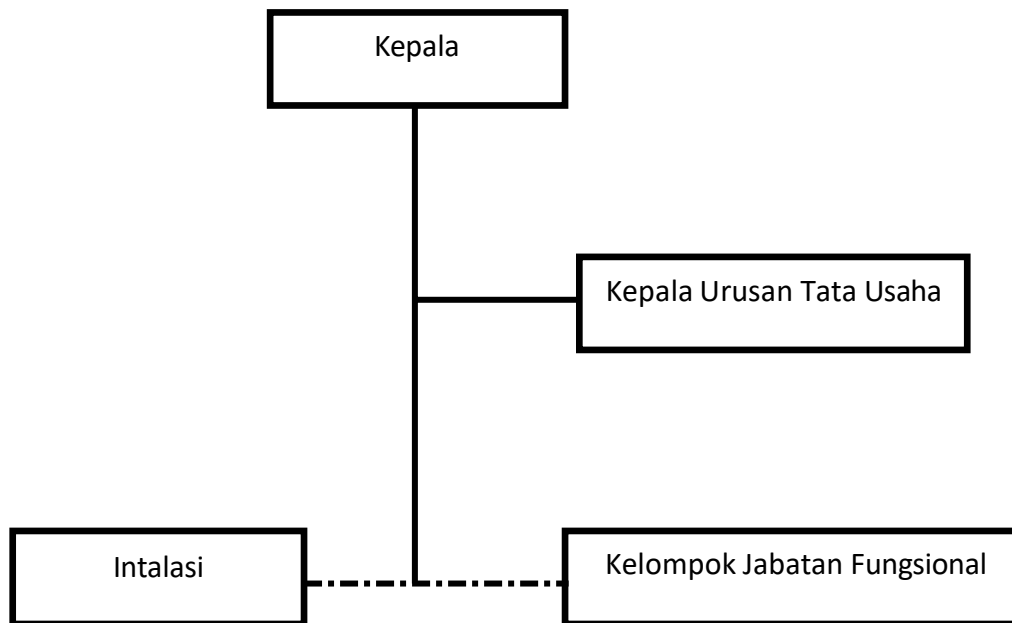 Kepala
Kepala Urusan Tata Usaha
Intalasi
Kelompok Jabatan Fungsional